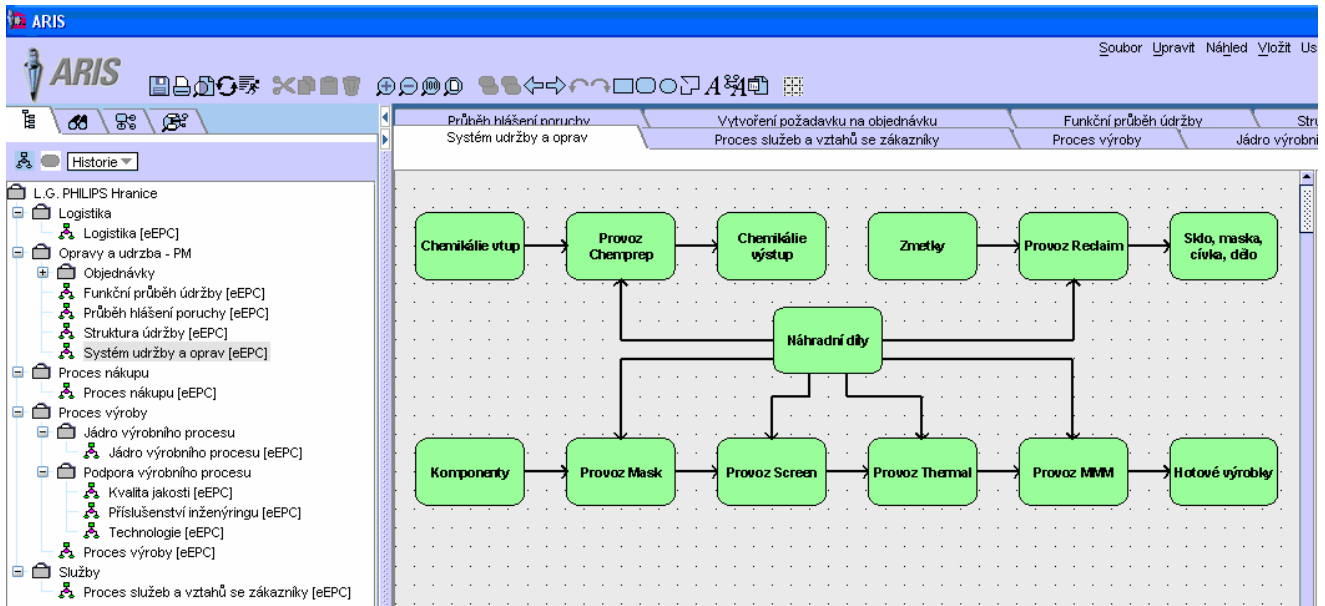 ARIS
Soubor Upravit Náhled Vložit Us
ARIS
Průběh hlášení poruchy
Vytvoření požadavku na objednávku
Funkční průběh údržby
Stru
Systém udržby a oprav
Proces služeb a vztahů se zákazníky
Proces výroby
Jádro výrobni
Historie
L.G. PHILIPS Hranice
Logistika
Logistika [eEPC]
Opravy a udrzba - PM
Objednávky
Funkční průběh údržby [eEPC]
Průběh hlášení poruchy [eEPC]
Struktura údržby [eEPC]
Systém udržby a oprav [eEPC]
Proces nákupu
Proces nákupu [eEPC]
Proces výroby
Jádro výrobního procesu
Jádro výrobního procesu [eEPC]
Podpora výrobního procesu
Kvalita jakosti [eEPC]
Příslušenství inženýringu [eEPC]
Technologie [eEPC]
Proces výroby [eEPC]
Služby
Proces služeb a vztahů se zákazníky [eEPC]
Chemikálie vtup
Provoz
Chemprep
Chemikálie
výstup
Zmetky
Provoz Reclaim
Sklo, maska,
cívka, dělo
Náhradní díly
Komponenty
Provoz Mask
Provoz Screen
Provoz Thermal
Provoz MMM
Hotové výrobky